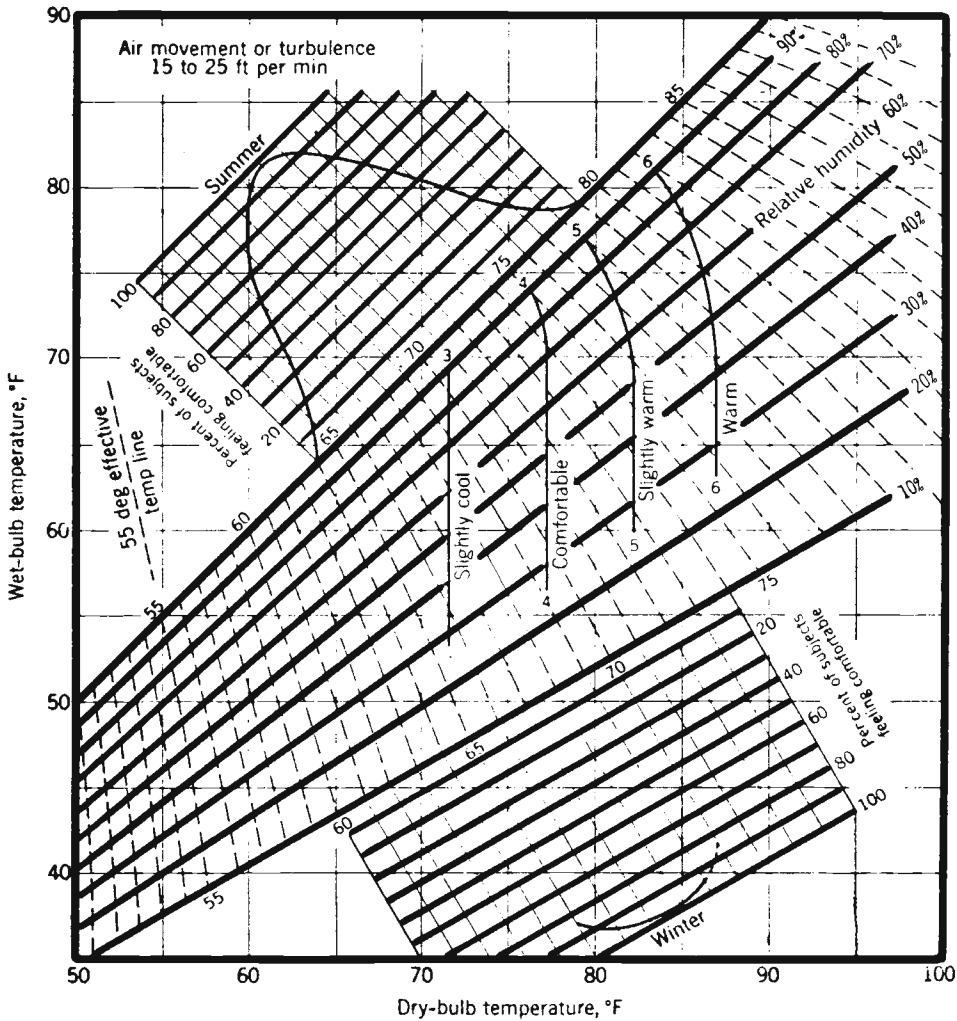 90
80
70
60
50
40
Wet-bulb temperature, °F
50
60
70
80
90
100
Dry-bulb temperature, °F
Air movement or turbulence
15 to 25 ft per min
Summer
100
80
60
40
20
Percent of subjects
feeling comfortable
55 deg effective
temp line
55
60
65
70
75
80
85
90%
80%
70%
Relative humidity 60%
50%
40%
30%
20%
10%
3
Slightly cool
4
Comfortable
4
5
Slightly warm
5
6
Warm
6
55
60
65
70
75
20
40
60
80
100
Percent of subjects
feeling comfortable
Winter